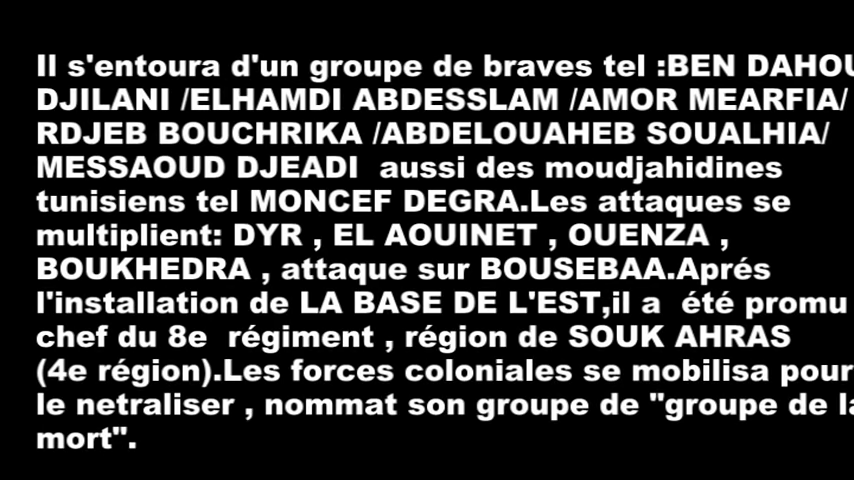 Il s'entoura d'un groupe de braves tel :BEN DAHOU
DJILANI /ELHAMDI ABDESSLAM /AMOR MEARFIA/
RDJEB BOUCHRIKA /ABDELOUAHEB SOUALHIA/
MESSAOUD DJEADI  aussi des moudjahidines
tunisiens tel MONCEF DEGRA.Les attaques se
multiplient: DYR , EL AOUINET , OUENZA ,
BOUKHEDRA , attaque sur BOUSEBAA.Aprés
l'installation de LA BASE DE L'EST,il a  été promu
chef du 8e  régiment , région de SOUK AHRAS
(4e région).Les forces coloniales se mobilisa pour
le netraliser , nommat son groupe de "groupe de la
mort".